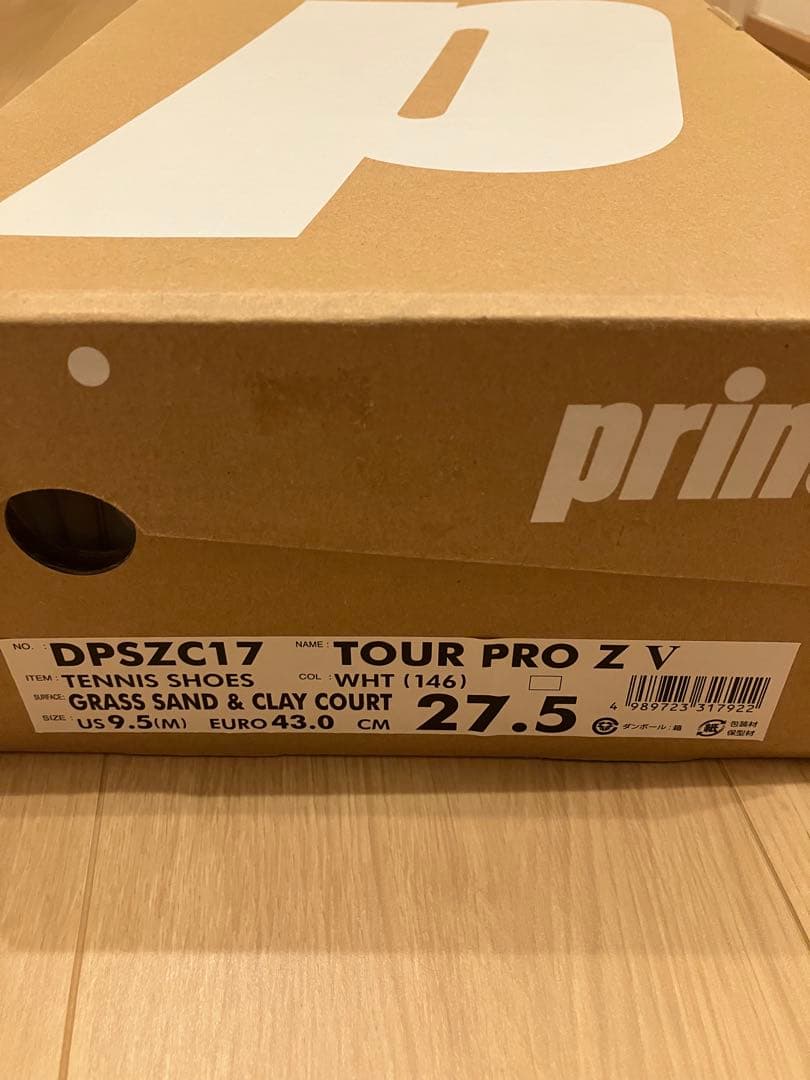 p
prin
NO. : DPSZC17 NAME : TOUR PRO Z V
ITEM : TENNIS SHOES COL : WHT (146)
SURFACE: GRASS SAND & CLAY COURT
SIZE : US 9.5(M) EURO 43.0 CM 27.5
4 989723 317922
ダンボール : 箱
紙 包装材
保型材